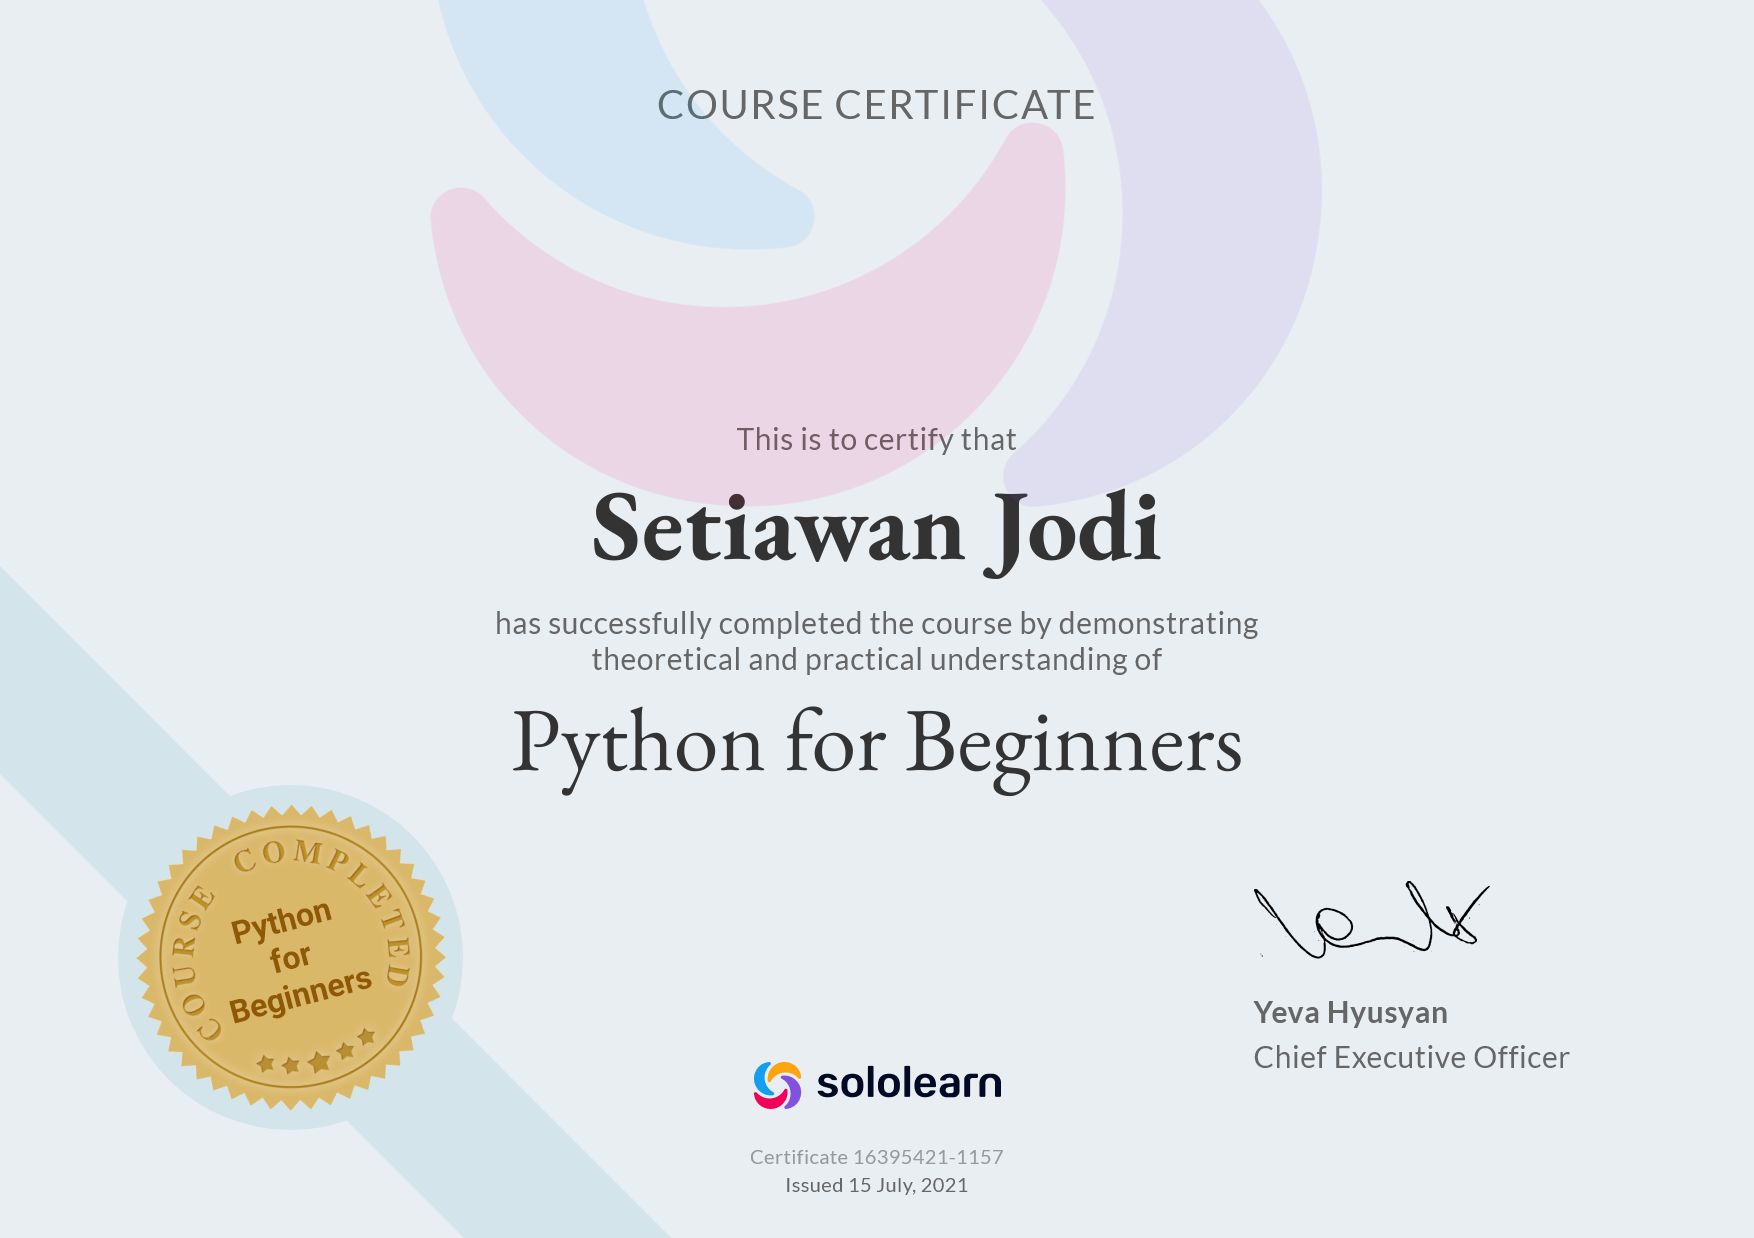 COURSE CERTIFICATE
This is to certify that
Setiawan Jodi
has successfully completed the course by demonstrating
theoretical and practical understanding of
Python for Beginners
COURSE COMPLETED
Python
for
Beginners
Yeva Hyusyan
Chief Executive Officer
sololearn
Certificate 16395421-1157
Issued 15 July, 2021